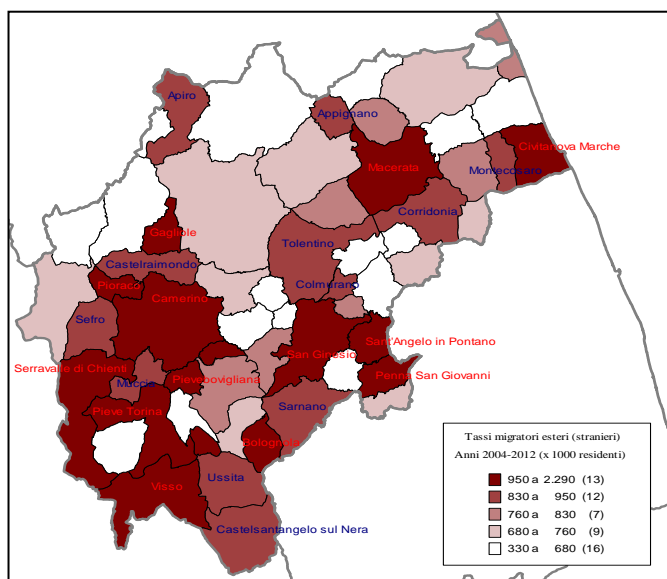 Apiro
Appignano
Civitanova Marche
Macerata
Montecosaro
Corridonia
Gagliole
Tolentino
Castelraimondo
Pioraco
Colmurano
Camerino
Sefro
Sant'Angelo in Pontano
San Ginesio
Serravalle di Chienti
Muccia
Pievebovigliana
Penna San Giovanni
Pieve Torina
Sarnano
Bolognola
Ussita
Visso
Castelsantangelo sul Nera
Tassi migratori esteri (stranieri)
Anni 2004-2012 (x 1000 residenti)
950 a 2.290 (13)
830 a 950 (12)
760 a 830 (7)
680 a 760 (9)
330 a 680 (16)